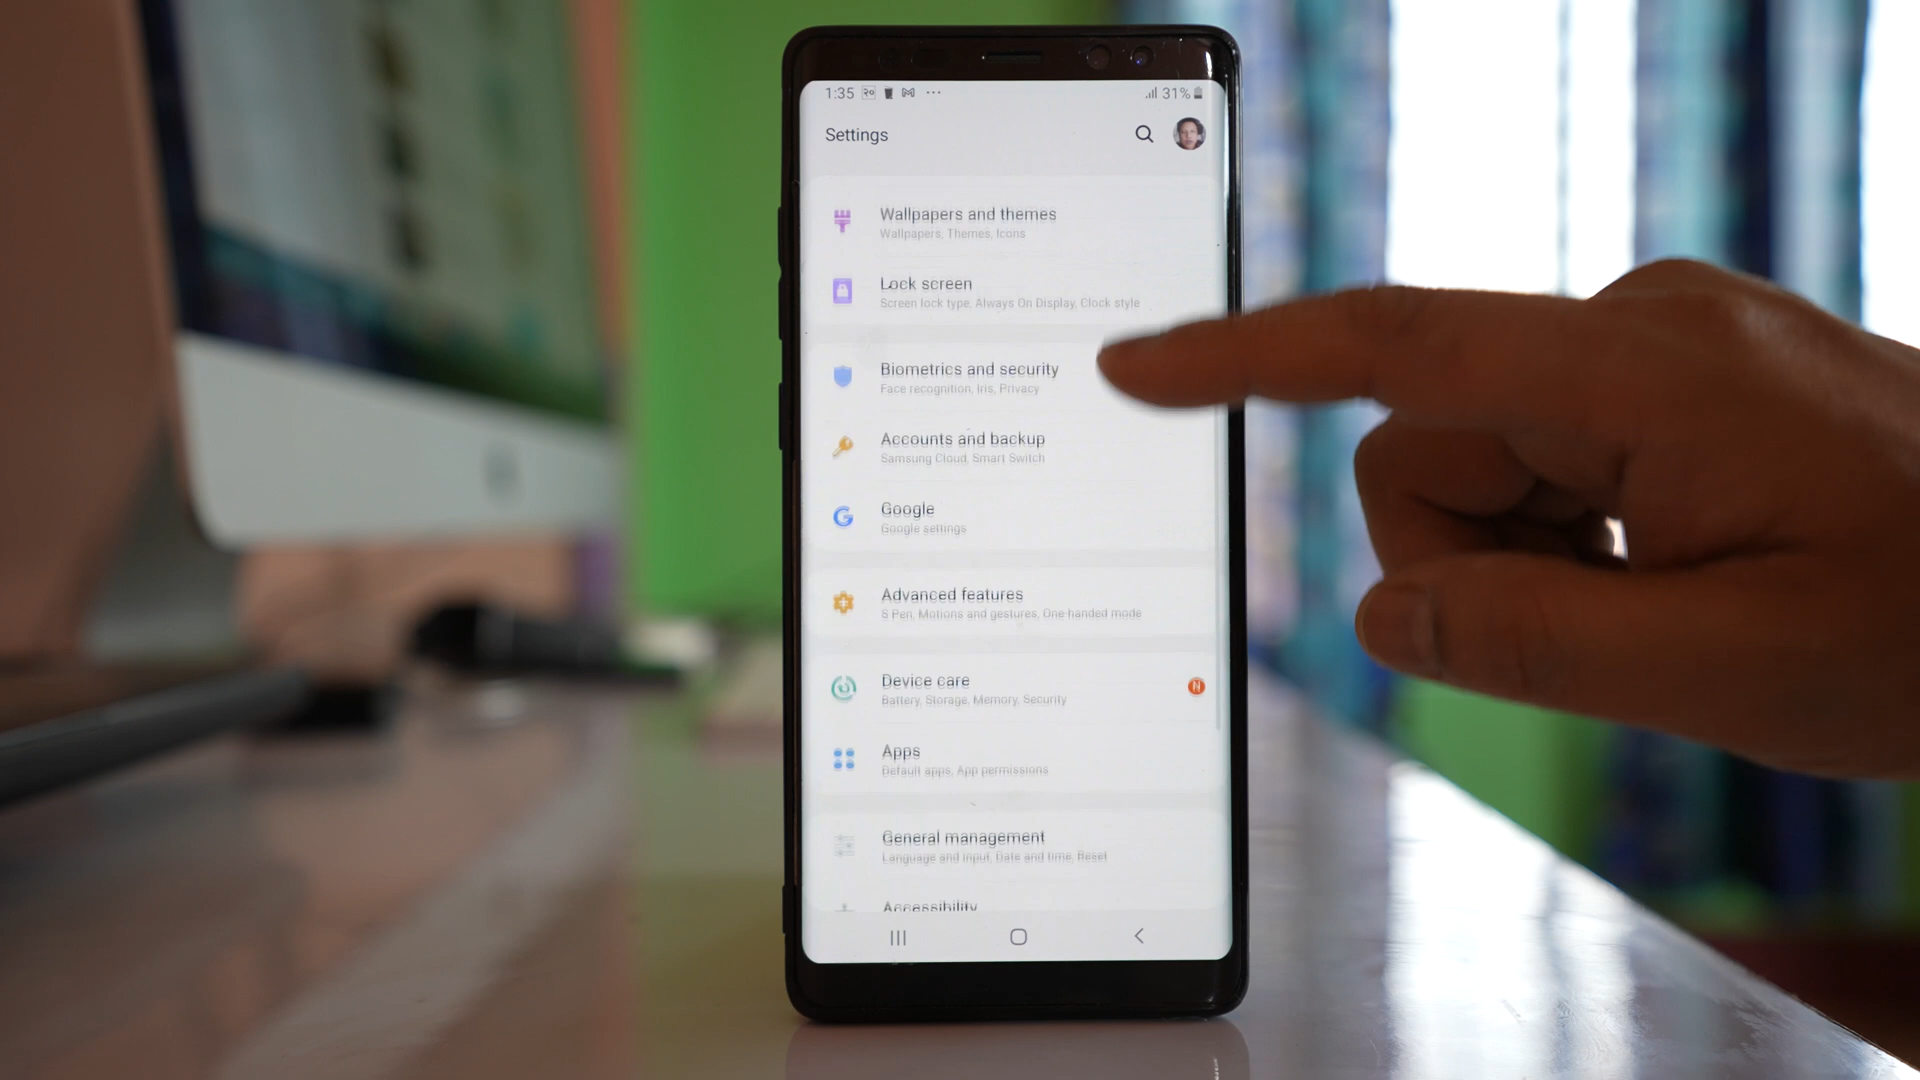 1:35 २० 31%
Settings
Wallpapers and themes
Wallpapers, Themes, Icons
Lock screen
Screen lock type, Always On Display, Clock style
Biometrics and security
Face recognition, Iris, Privacy
Accounts and backup
Samsung Cloud, Smart Switch
Google
Google settings
Advanced features
S Pen, Motions and gestures, One-handed mode
Device care
Battery, Storage, Memory, Security
N
Apps
Default apps, App permissions
General management
Language and input, Date and time, Reset
Accessibility